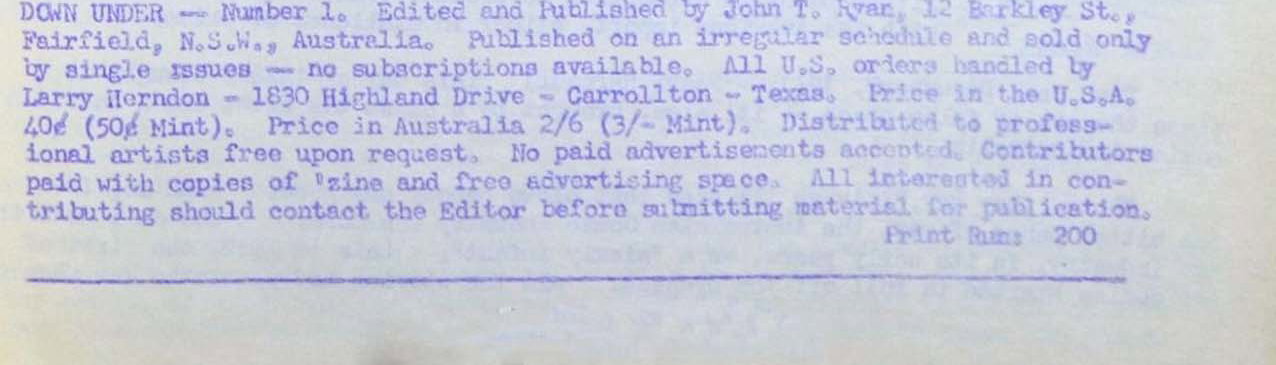 DOWN UNDER -- Number 1. Edited and Published by John T. Ryan, 12 Berkley St.,
Fairfield, N.S.W., Australia. Published on an irregular schedule and sold only
by single issues -- no subscriptions available. All U.S. orders handled by
Larry Herndon - 1830 Highland Drive - Carrollton - Texas. Price in the U.S.A.
40¢ (50¢ Mint). Price in Australia 2/6 (3/- Mint). Distributed to profess-
ional artists free upon request. No paid advertisements accepted. Contributors
paid with copies of 'zine and free advertising space. All interested in con-
tributing should contact the Editor before submitting material for publication.
Print Run: 200